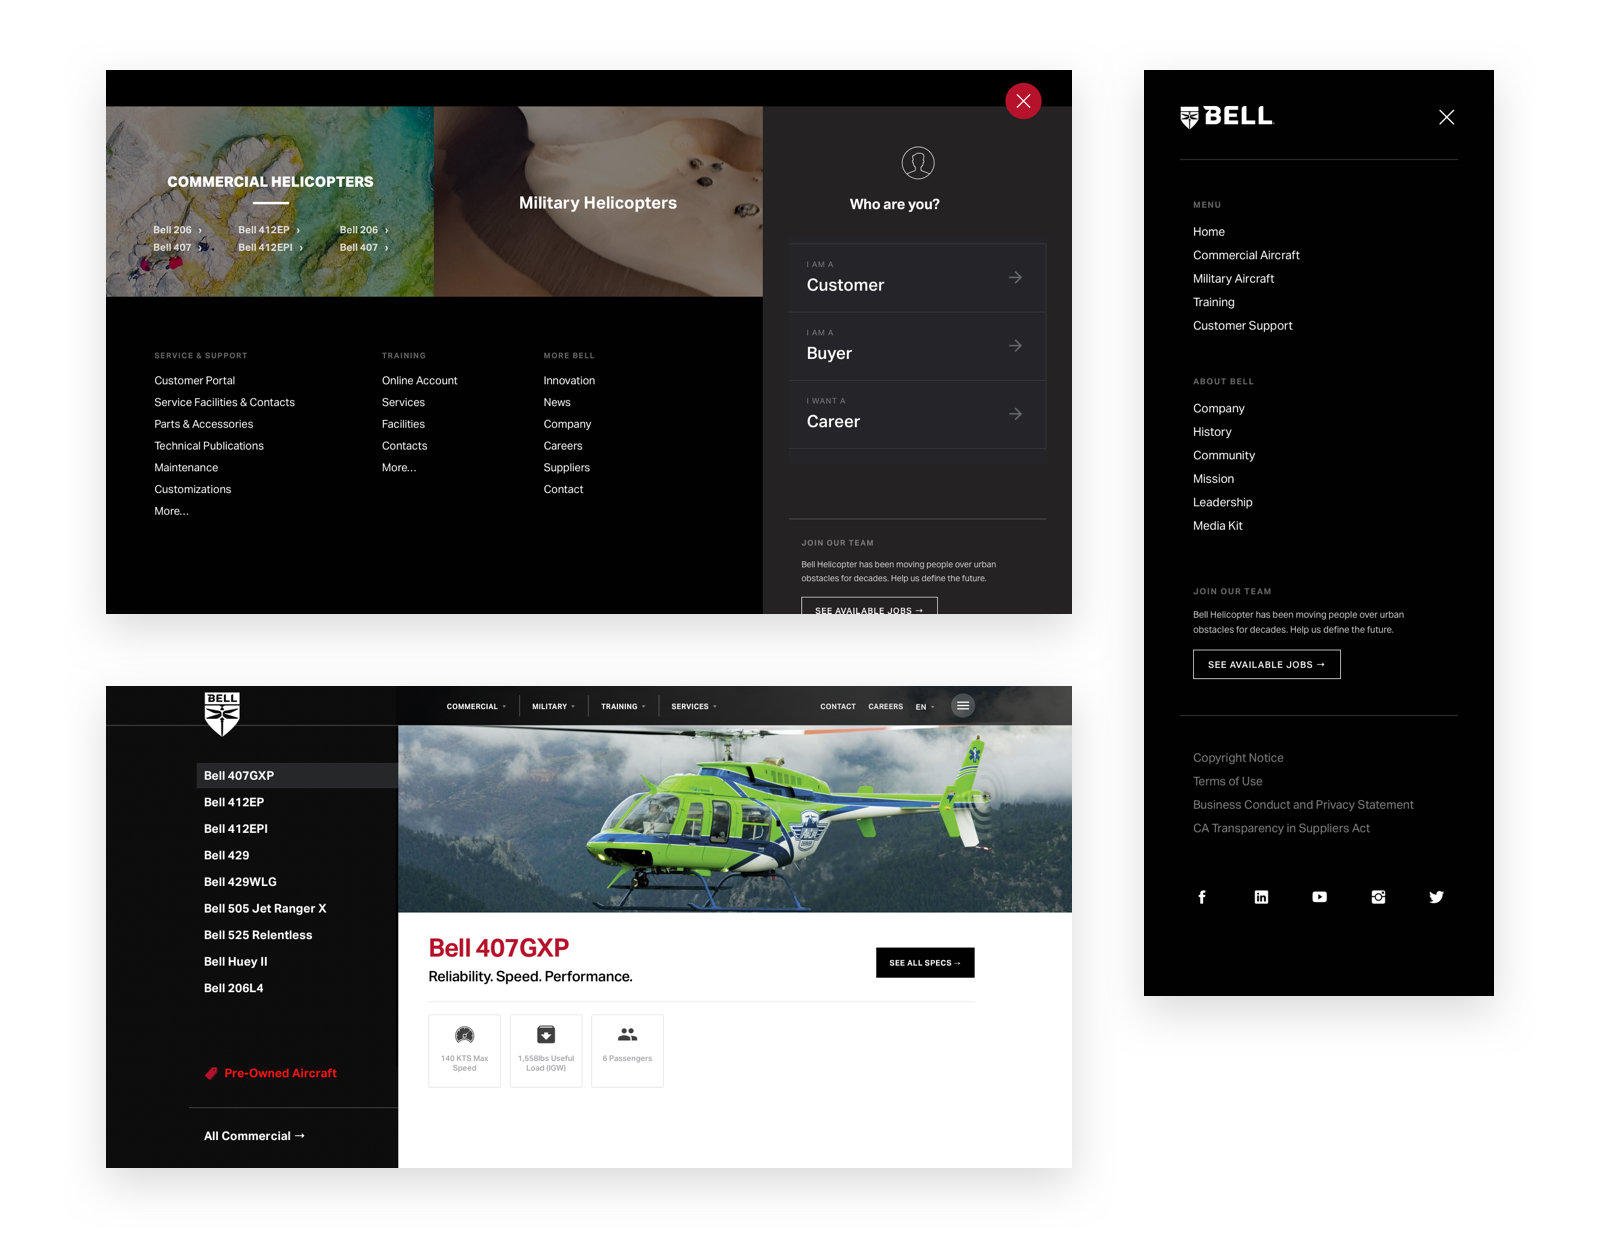 COMMERCIAL HELICOPTERS
Bell 206 › Bell 412EP › Bell 206 ›
Bell 407 › Bell 412EPI › Bell 407 ›
Military Helicopters
SERVICE & SUPPORT
Customer Portal
Service Facilities & Contacts
Parts & Accessories
Technical Publications
Maintenance
Customizations
More...
TRAINING
Online Account
Services
Facilities
Contacts
More...
MORE BELL
Innovation
News
Company
Careers
Suppliers
Contact
Who are you?
I AM A
Customer
I AM A
Buyer
I WANT A
Career
JOIN OUR TEAM
Bell Helicopter has been moving people over urban
obstacles for decades. Help us define the future.
SEE AVAILABLE JOBS →
BELL
MENU
Home
Commercial Aircraft
Military Aircraft
Training
Customer Support
ABOUT BELL
Company
History
Community
Mission
Leadership
Media Kit
JOIN OUR TEAM
Bell Helicopter has been moving people over urban
obstacles for decades. Help us define the future.
SEE AVAILABLE JOBS →
Copyright Notice
Terms of Use
Business Conduct and Privacy Statement
CA Transparency in Suppliers Act
BELL
COMMERCIAL MILITARY TRAINING SERVICES CONTACT CAREERS EN
Bell 407GXP
Bell 412EP
Bell 412EPI
Bell 429
Bell 429WLG
Bell 505 Jet Ranger X
Bell 525 Relentless
Bell Huey II
Bell 206L4
Pre-Owned Aircraft
All Commercial →
Bell 407GXP
Reliability. Speed. Performance.
SEE ALL SPECS →
140 KTS Max
Speed
1,558lbs Useful
Load (IGW)
6 Passengers